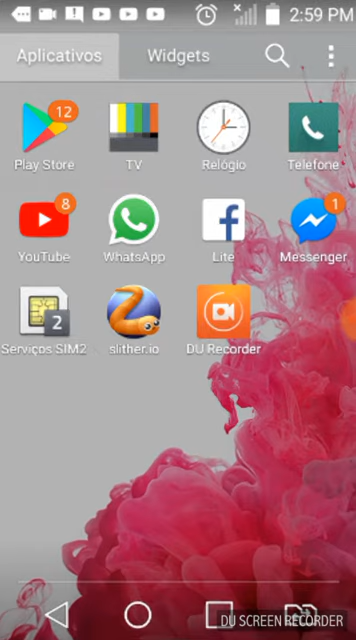 2:59 PM
Aplicativos Widgets
12
Play Store TV Relógio Telefone
8 1
YouTube WhatsApp Lite Messenger
2
Serviços SIM2 slither.io DU Recorder
DU SCREEN RECORDER